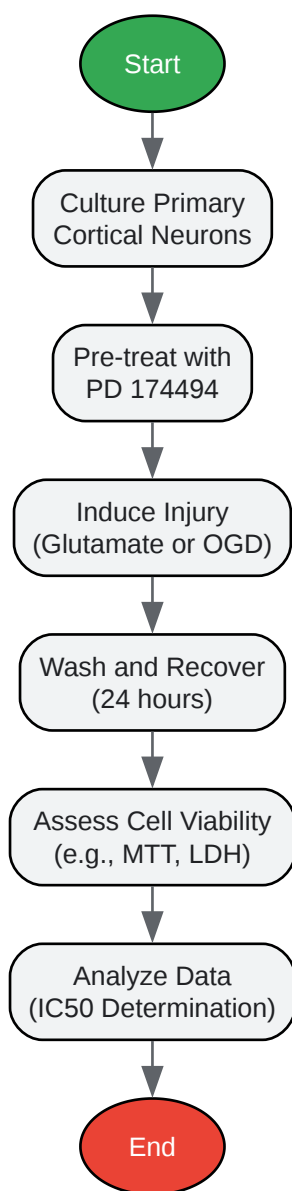 Start
Culture Primary
Cortical Neurons
Pre-treat with
PD 174494
Induce Injury
(Glutamate or OGD)
Wash and Recover
(24 hours)
Assess Cell Viability
(e.g., MTT, LDH)
Analyze Data
(IC50 Determination)
End